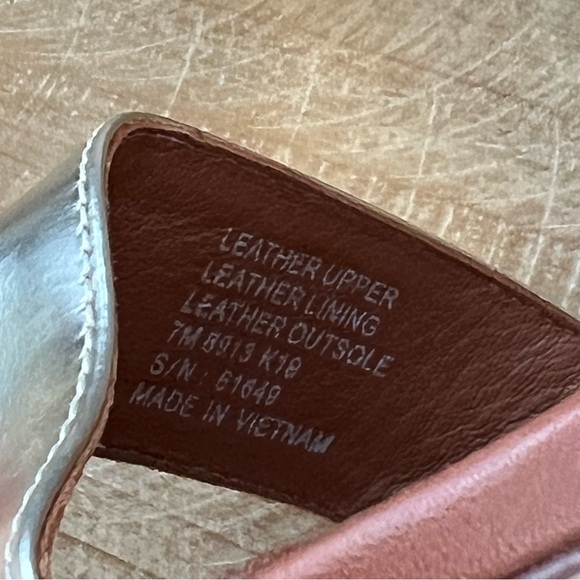 LEATHER UPPER
LEATHER LINING
LEATHER OUTSOLE
7M 8913 K19
S/N : 61649
MADE IN VIETNAM